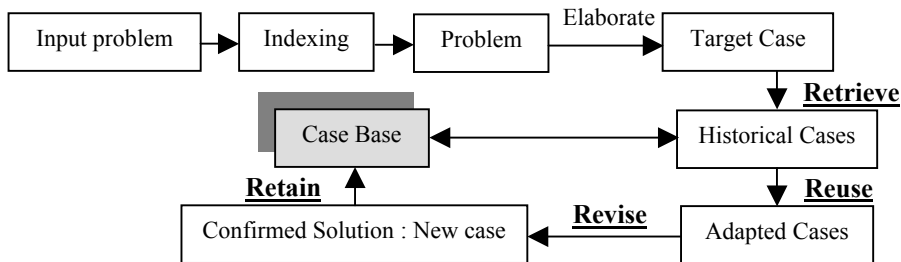 Input problem
Indexing
Problem
Elaborate
Target Case
Retrieve
Case Base
Historical Cases
Retain
Reuse
Confirmed Solution : New case
Revise
Adapted Cases